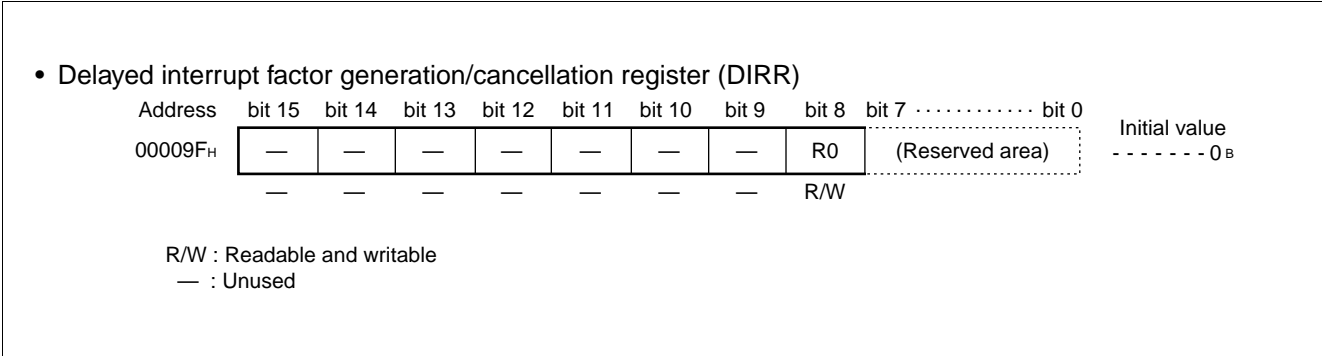 • Delayed interrupt factor generation/cancellation register (DIRR)
Address bit 15 bit 14 bit 13 bit 12 bit 11 bit 10 bit 9 bit 8 bit 7 ············ bit 0 Initial value
00009FH — — — — — — — R0 (Reserved area) - - - - - - - 0 B
— — — — — — — R/W
R/W : Readable and writable
— : Unused